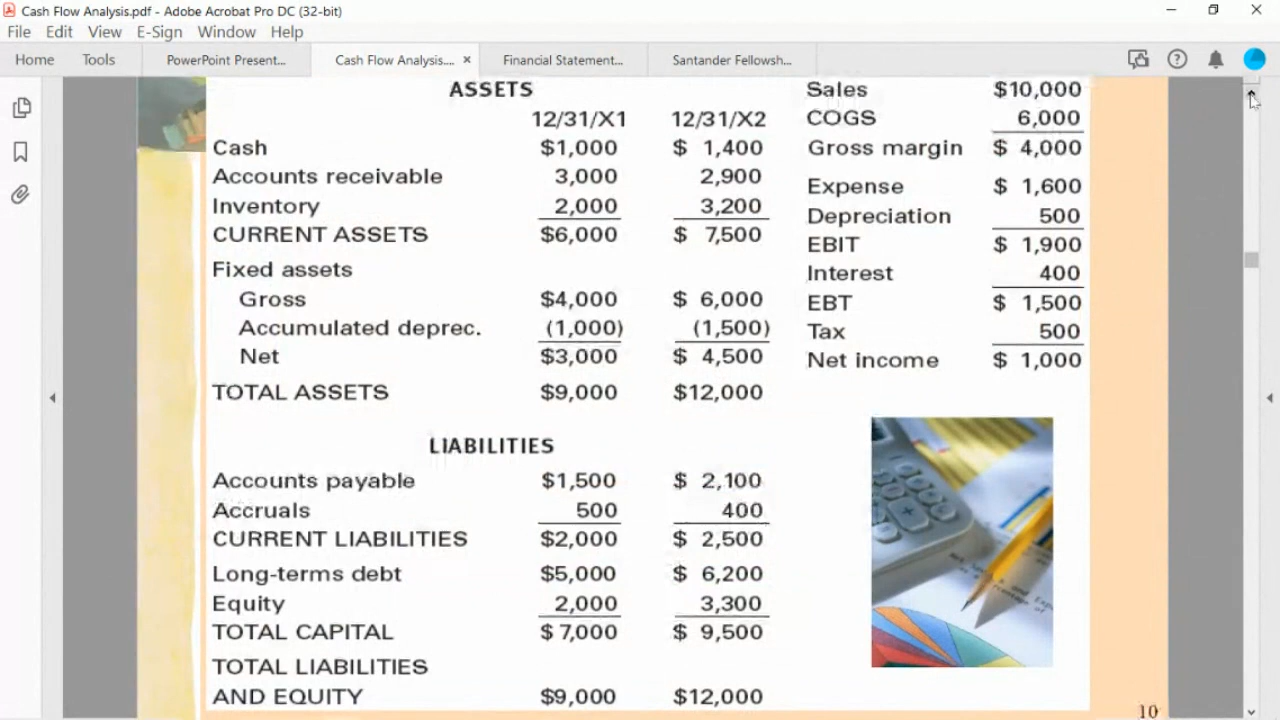 Cash Flow Analysis.pdf - Adobe Acrobat Pro DC (32-bit)
File Edit View E-Sign Window Help
Home Tools PowerPoint Present... Cash Flow Analysis.... × Financial Statement... Santander Fellowsh...
ASSETS
12/31/X1 12/31/X2
Cash $1,000 $ 1,400
Accounts receivable 3,000 2,900
Inventory 2,000 3,200
CURRENT ASSETS $6,000 $ 7,500
Fixed assets
Gross $4,000 $ 6,000
Accumulated deprec. (1,000) (1,500)
Net $3,000 $ 4,500
TOTAL ASSETS $9,000 $12,000
LIABILITIES
Accounts payable $1,500 $ 2,100
Accruals 500 400
CURRENT LIABILITIES $2,000 $ 2,500
Long-terms debt $5,000 $ 6,200
Equity 2,000 3,300
TOTAL CAPITAL $7,000 $ 9,500
TOTAL LIABILITIES
AND EQUITY $9,000 $12,000
Sales $10,000
COGS 6,000
Gross margin $ 4,000
Expense $ 1,600
Depreciation 500
EBIT $ 1,900
Interest 400
EBT $ 1,500
Tax 500
Net income $ 1,000
10